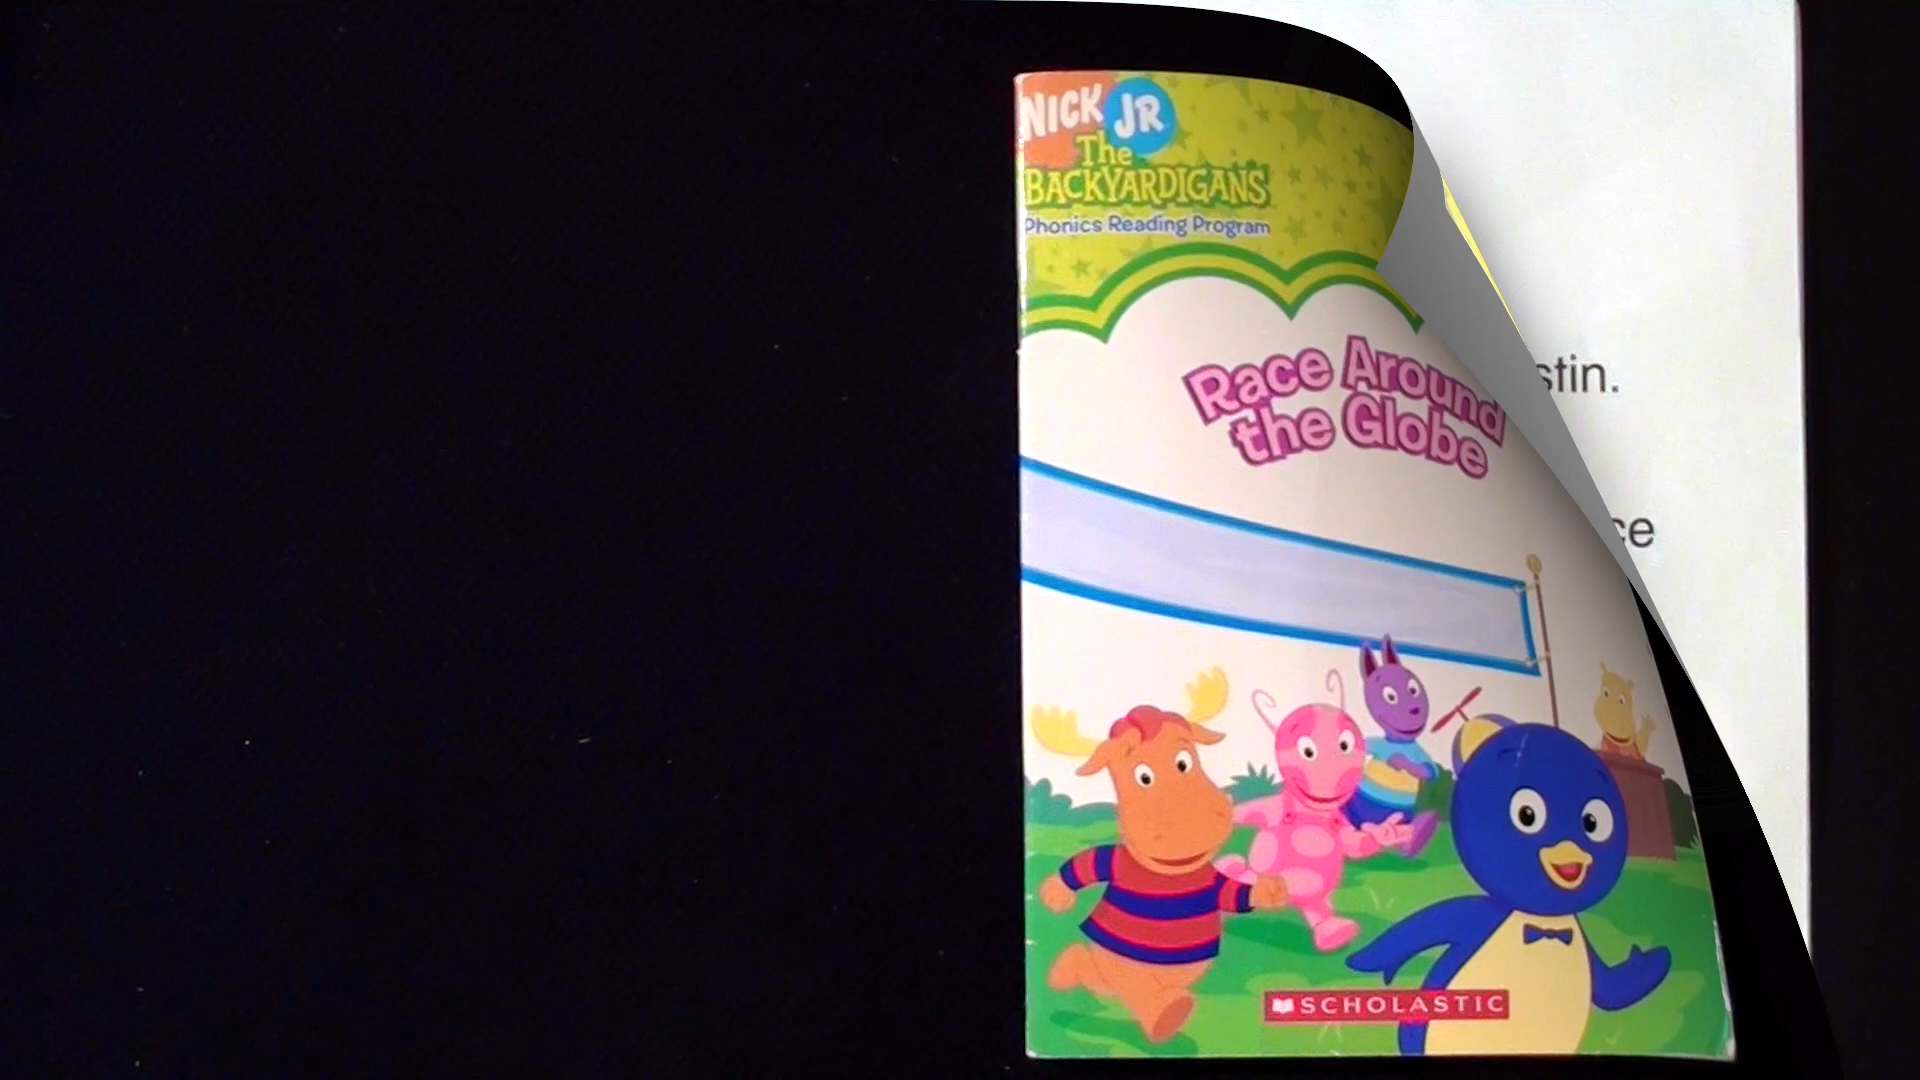 NICK JR
The
BACKYARDIGANS
Phonics Reading Program
Race Around
the Globe
stin.
ce
SCHOLASTIC